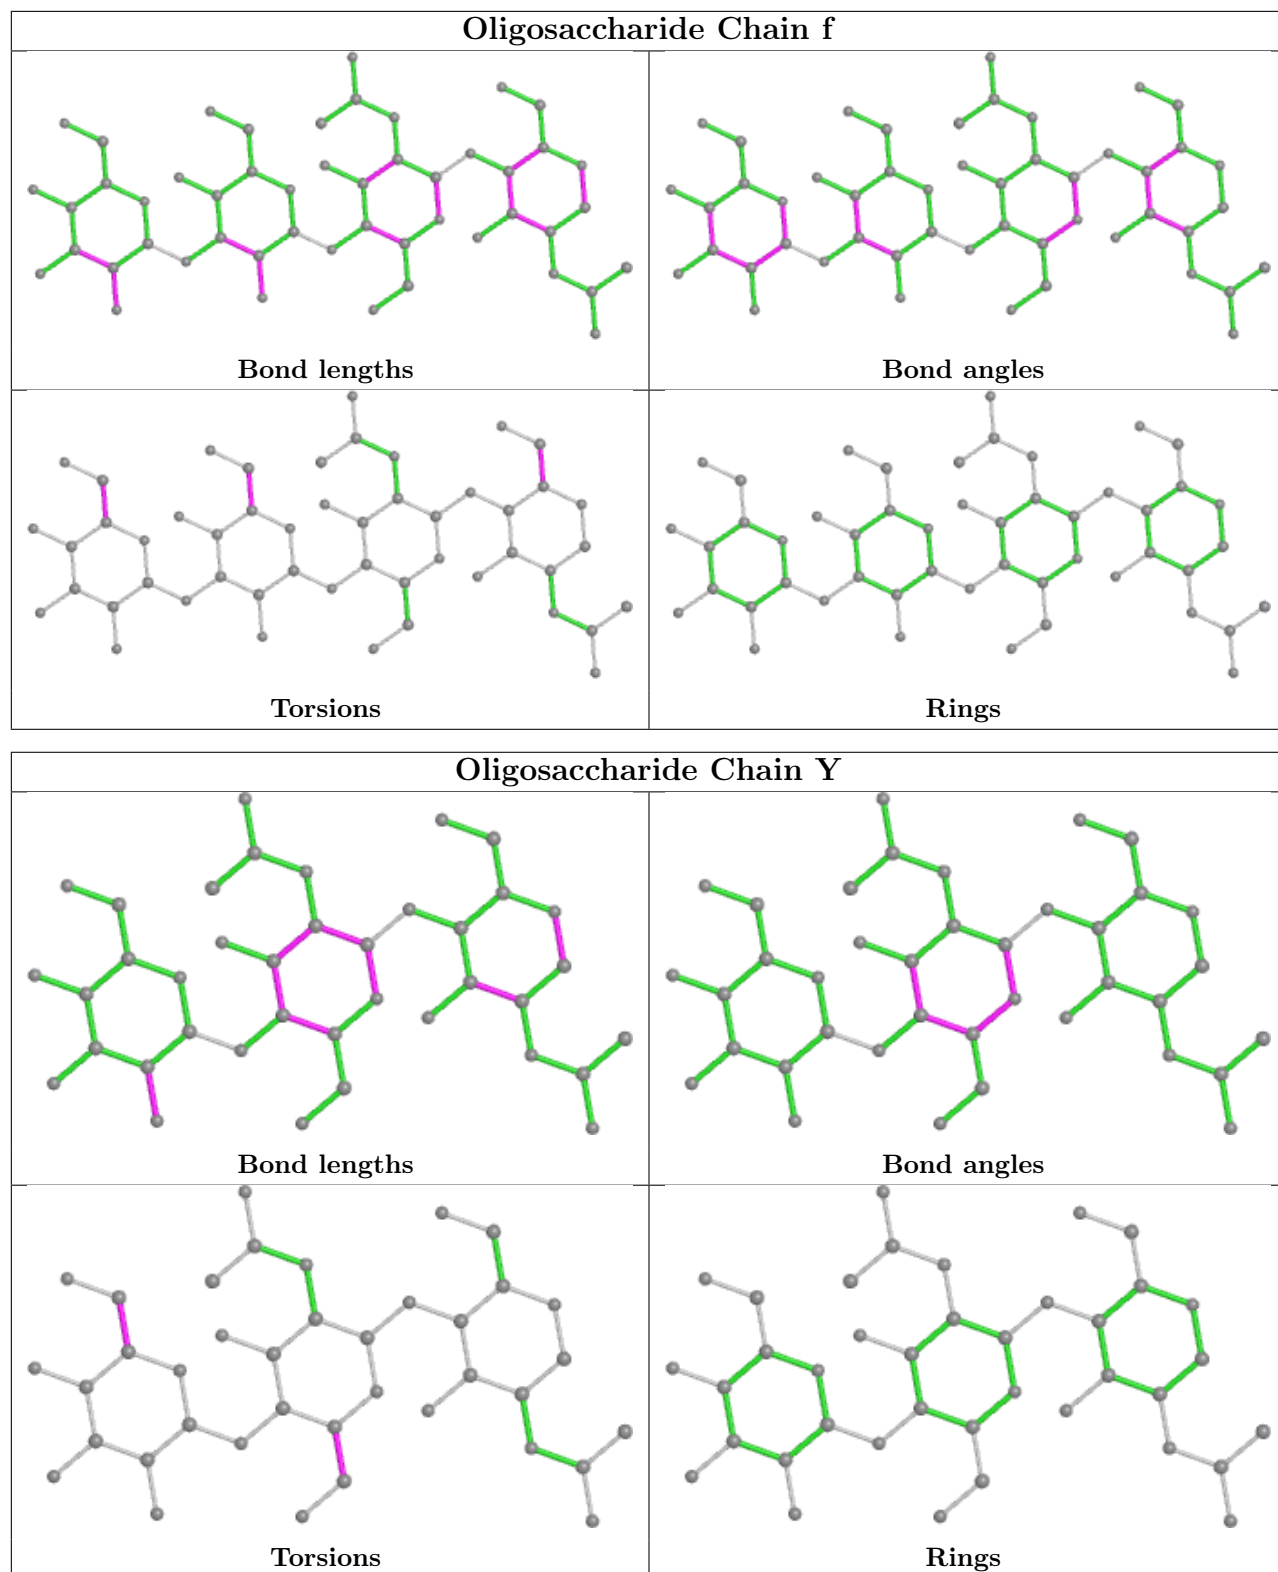 Oligosaccharide Chain f
Bond lengths
Bond angles
Torsions
Rings
Oligosaccharide Chain Y
Bond lengths
Bond angles
Torsions
Rings